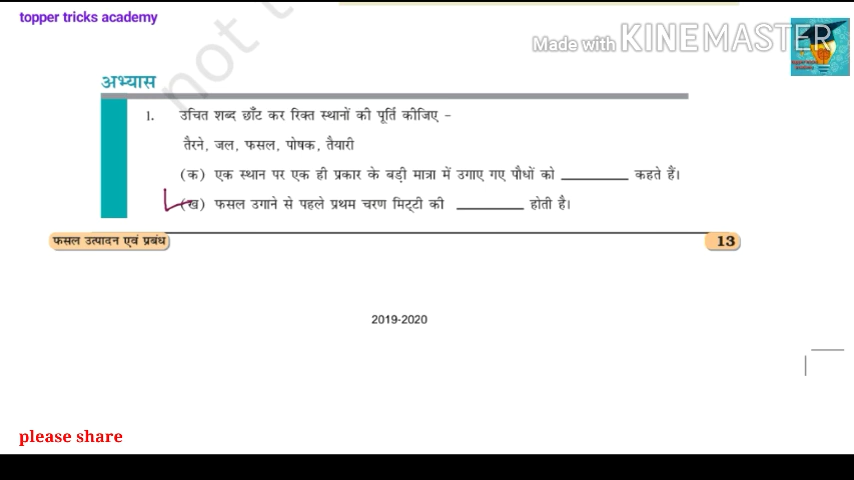 topper tricks academy
Made with KINEMASTER
not t
अभ्यास
1. उचित शब्द छाँट कर रिक्त स्थानों की पूर्ति कीजिए –
तैरने, जल, फसल, पोषक, तैयारी
(क) एक स्थान पर एक ही प्रकार के बड़ी मात्रा में उगाए गए पौधों को ________ कहते हैं।
(ख) फसल उगाने से पहले प्रथम चरण मिट्टी की ________ होती है।
फसल उत्पादन एवं प्रबंध 13
2019-2020
please share